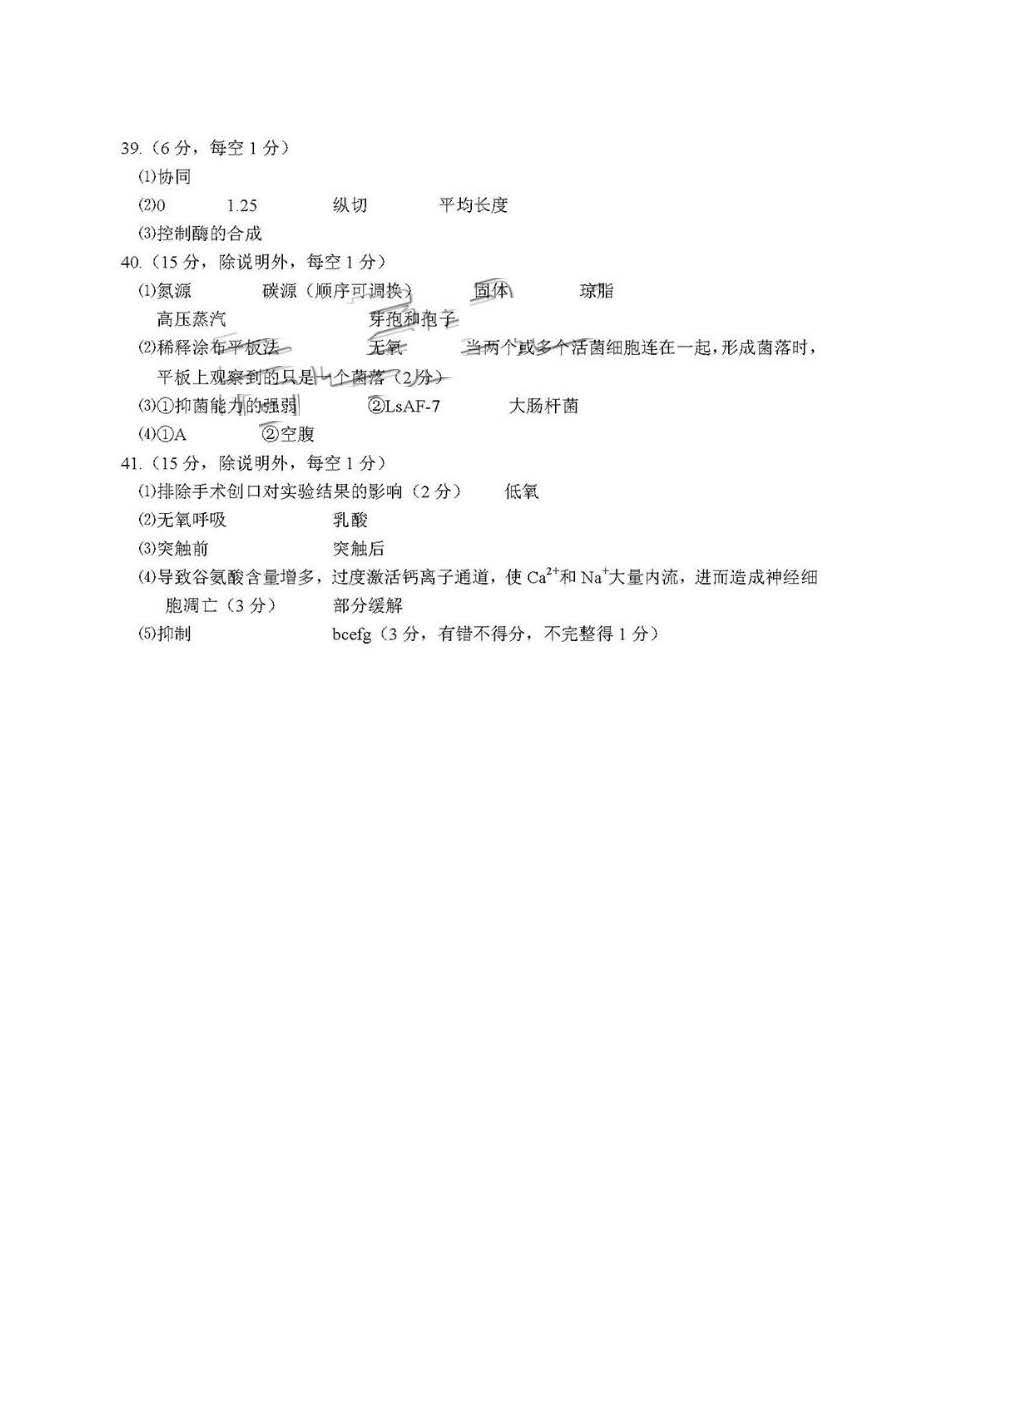 39.（6 分，每空 1 分）
⑴协同
⑵0 1.25 纵切 平均长度
⑶控制酶的合成
40.（15 分，除说明外，每空 1 分）
⑴氮源 碳源（顺序可调换） 固体 琼脂
高压蒸汽 芽孢和孢子
⑵稀释涂布平板法 无氧 当两个或多个活菌细胞连在一起，形成菌落时，
平板上观察到的只是一个菌落（2 分）
⑶①抑菌能力的强弱 ②LsAF-7 大肠杆菌
⑷①A ②空腹
41.（15 分，除说明外，每空 1 分）
⑴排除手术创口对实验结果的影响（2 分） 低氧
⑵无氧呼吸 乳酸
⑶突触前 突触后
⑷导致谷氨酸含量增多，过度激活钙离子通道，使 Ca²⁺和 Na⁺大量内流，进而造成神经细
胞凋亡（3 分） 部分缓解
⑸抑制 bcefg（3 分，有错不得分，不完整得 1 分）